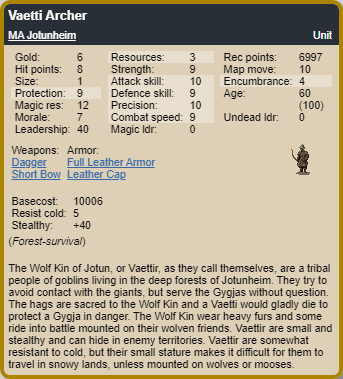 Vaetti Archer
MA Jotunheim Unit
Gold: 6 Resources: 3 Rec points: 6997
Hit points: 8 Strength: 9 Map move: 10
Size: 1 Attack skill: 10 Encumbrance: 4
Protection: 9 Defence skill: 9 Age: 60
Magic res: 12 Precision: 10 (100)
Morale: 7 Combat speed: 9 Undead ldr: 0
Leadership: 40 Magic ldr: 0
Weapons: Armor:
Dagger Full Leather Armor
Short Bow Leather Cap
Basecost: 10006
Resist cold: 5
Stealthy: +40
(Forest-survival)
The Wolf Kin of Jotun, or Vaettir, as they call themselves, are a tribal
people of goblins living in the deep forests of Jotunheim. They try to
avoid contact with the giants, but serve the Gygjas without question.
The hags are sacred to the Wolf Kin and a Vaetti would gladly die to
protect a Gygja in danger. The Wolf Kin wear heavy furs and some
ride into battle mounted on their wolven friends. Vaettir are small and
stealthy and can hide in enemy territories. Vaettir are somewhat
resistant to cold, but their small stature makes it difficult for them to
travel in snowy lands, unless mounted on wolves or mooses.